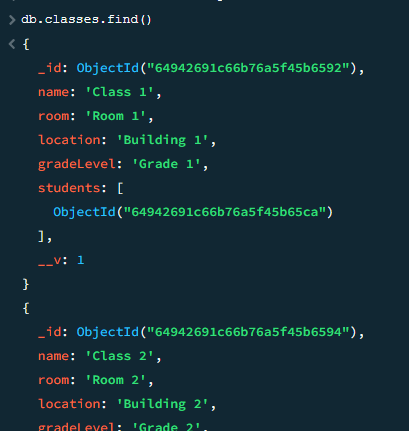 > db.classes.find()
< {
_id: ObjectId("64942691c66b76a5f45b6592"),
name: 'Class 1',
room: 'Room 1',
location: 'Building 1',
gradeLevel: 'Grade 1',
students: [
ObjectId("64942691c66b76a5f45b65ca")
],
__v: 1
}
{
_id: ObjectId("64942691c66b76a5f45b6594"),
name: 'Class 2',
room: 'Room 2',
location: 'Building 2',
gradeLevel: 'Grade 2',